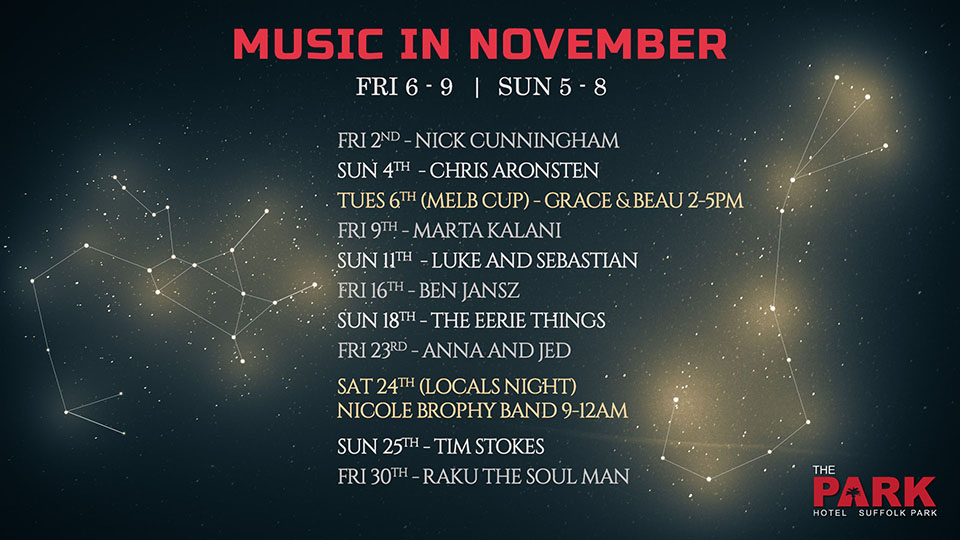 MUSIC IN NOVEMBER
FRI 6 - 9 | SUN 5 - 8
FRI 2ND - NICK CUNNINGHAM
SUN 4TH - CHRIS ARONSTEN
TUES 6TH (MELB CUP) - GRACE & BEAU 2-5PM
FRI 9TH - MARTA KALANI
SUN 11TH - LUKE AND SEBASTIAN
FRI 16TH - BEN JANSZ
SUN 18TH - THE EERIE THINGS
FRI 23RD - ANNA AND JED
SAT 24TH (LOCALS NIGHT)
NICOLE BROPHY BAND 9-12AM
SUN 25TH - TIM STOKES
FRI 30TH - RAKU THE SOUL MAN
THE
PARK
HOTEL SUFFOLK PARK